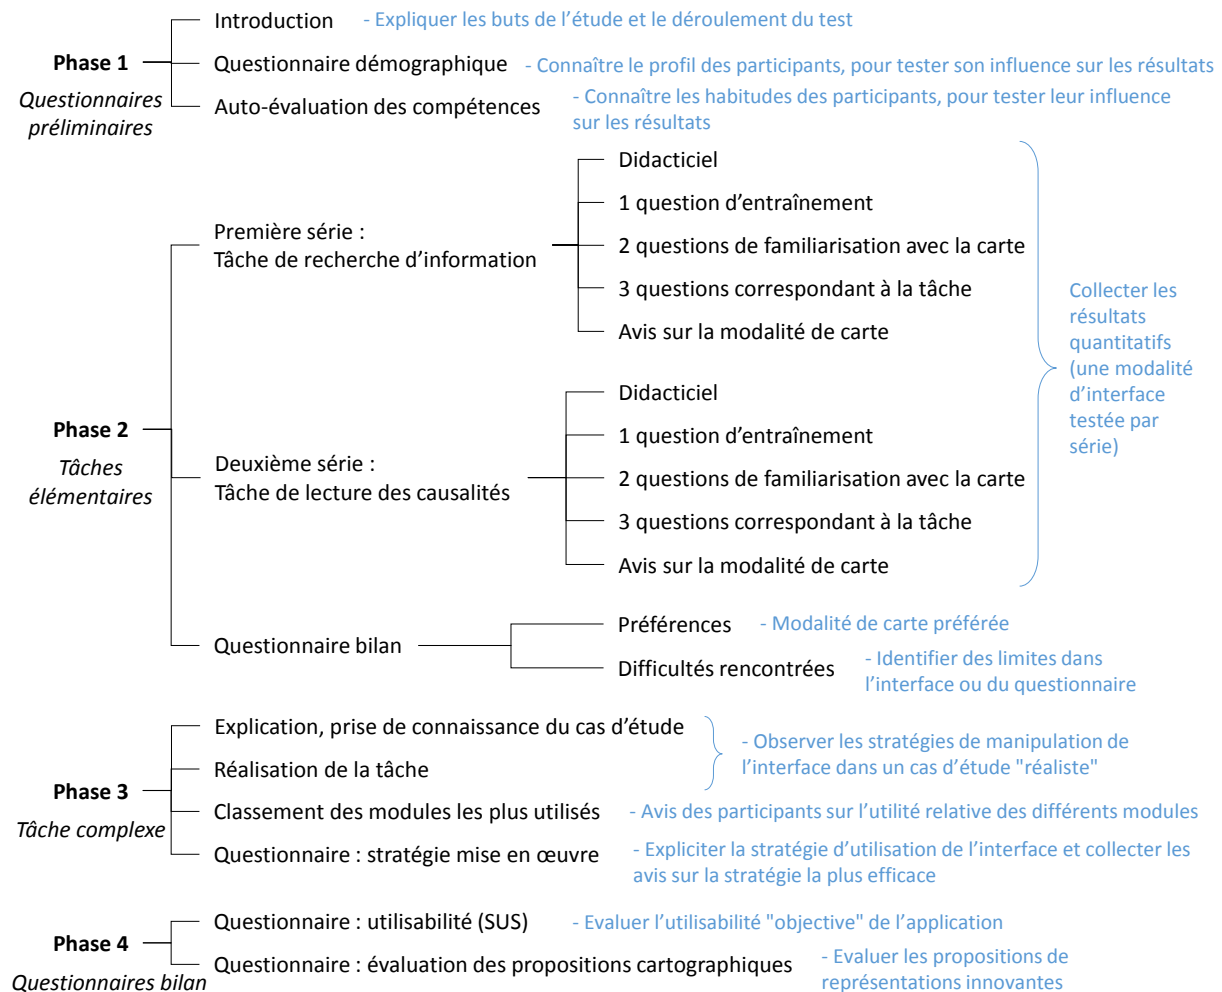 Introduction - Expliquer les buts de l'étude et le déroulement du test
Phase 1
Questionnaires
préliminaires
Questionnaire démographique - Connaître le profil des participants, pour tester son influence sur les résultats
Auto-évaluation des compétences - Connaître les habitudes des participants, pour tester leur influence
sur les résultats
Phase 2
Tâches
élémentaires
Première série :
Tâche de recherche d'information
Didacticiel
1 question d'entraînement
2 questions de familiarisation avec la carte
3 questions correspondant à la tâche
Avis sur la modalité de carte
Deuxième série :
Tâche de lecture des causalités
Didacticiel
1 question d'entraînement
2 questions de familiarisation avec la carte
3 questions correspondant à la tâche
Avis sur la modalité de carte
Collecter les
résultats
quantitatifs
(une modalité
d'interface
testée par
série)
Questionnaire bilan
Préférences - Modalité de carte préférée
Difficultés rencontrées - Identifier des limites dans
l'interface ou du questionnaire
Phase 3
Tâche complexe
Explication, prise de connaissance du cas d'étude
Réalisation de la tâche
- Observer les stratégies de manipulation de
l'interface dans un cas d'étude "réaliste"
Classement des modules les plus utilisés - Avis des participants sur l'utilité relative des différents modules
Questionnaire : stratégie mise en œuvre - Expliciter la stratégie d'utilisation de l'interface et collecter les
avis sur la stratégie la plus efficace
Phase 4
Questionnaires bilan
Questionnaire : utilisabilité (SUS) - Evaluer l'utilisabilité "objective" de l'application
Questionnaire : évaluation des propositions cartographiques - Evaluer les propositions de
représentations innovantes